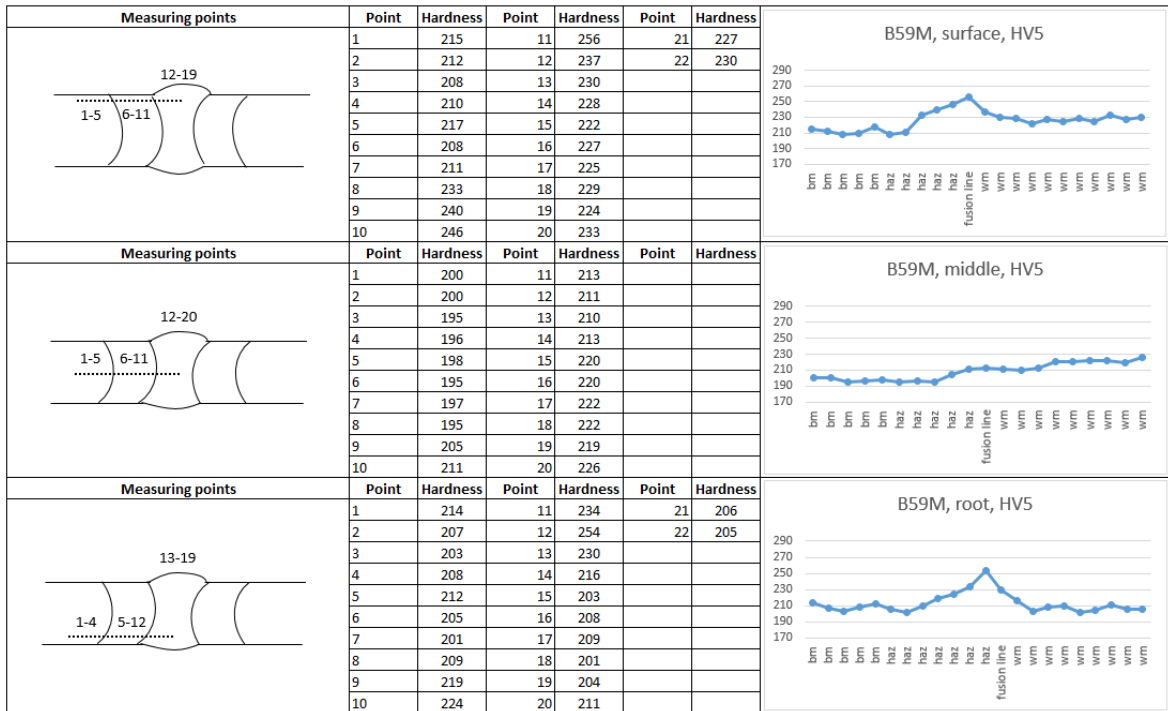 Measuring points Point Hardness Point Hardness Point Hardness
12-19
1-5 6-11
1 215 11 256 21 227
2 212 12 237 22 230
3 208 13 230
4 210 14 228
5 217 15 222
6 208 16 227
7 211 17 225
8 233 18 229
9 240 19 224
10 246 20 233
B59M, surface, HV5
290
270
250
230
210
190
170
bm bm bm bm bm haz haz haz haz haz fusion line wm wm wm wm wm wm wm wm wm wm wm
Measuring points Point Hardness Point Hardness Point Hardness
12-20
1-5 6-11
1 200 11 213
2 200 12 211
3 195 13 210
4 196 14 213
5 198 15 220
6 195 16 220
7 197 17 222
8 195 18 222
9 205 19 219
10 211 20 226
B59M, middle, HV5
290
270
250
230
210
190
170
bm bm bm bm bm haz haz haz haz haz fusion line wm wm wm wm wm wm wm wm wm
Measuring points Point Hardness Point Hardness Point Hardness
13-19
1-4 5-12
1 214 11 234 21 206
2 207 12 254 22 205
3 203 13 230
4 208 14 216
5 212 15 203
6 205 16 208
7 201 17 209
8 209 18 201
9 219 19 204
10 224 20 211
B59M, root, HV5
290
270
250
230
210
190
170
bm bm bm bm bm haz haz haz haz haz haz haz fusion line wm wm wm wm wm wm wm wm wm